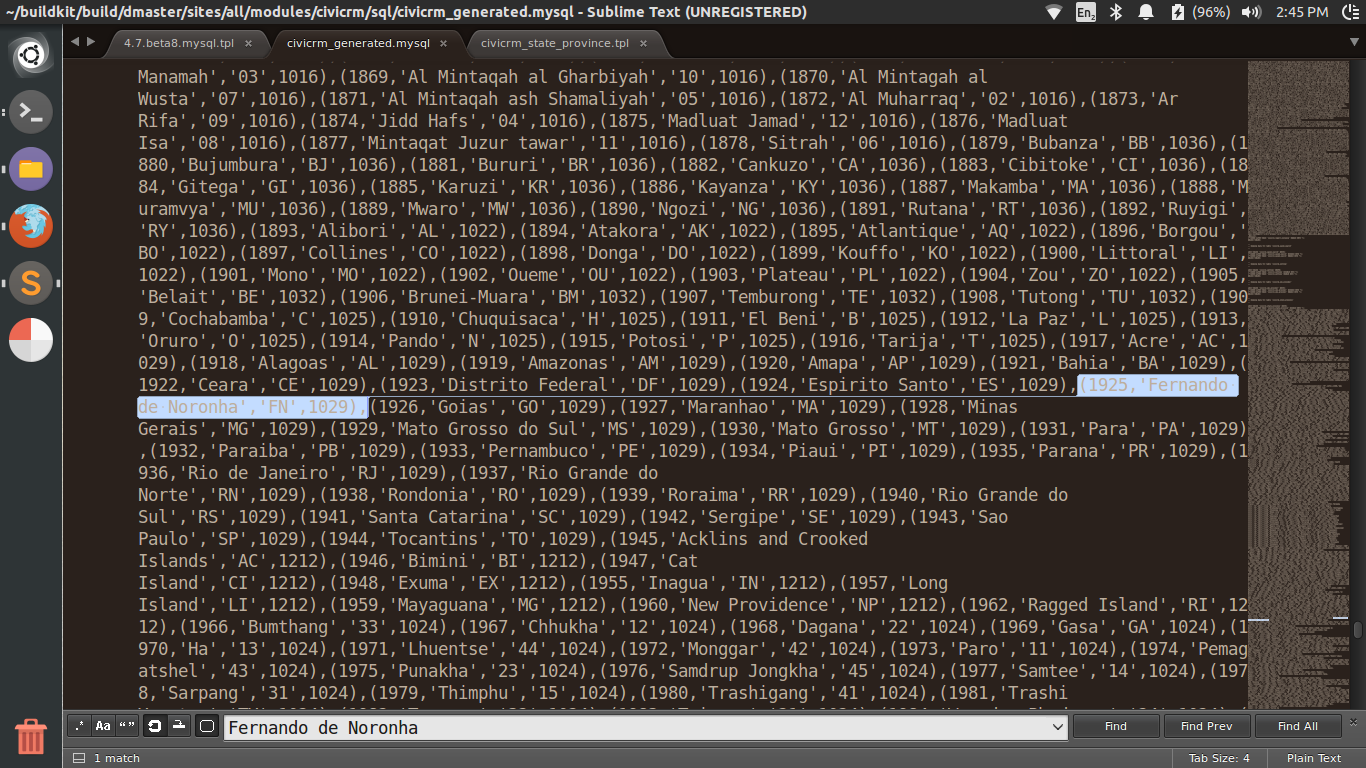 ~/buildkit/build/dmaster/sites/all/modules/civicrm/sql/civicrm_generated.mysql - Sublime Text (UNREGISTERED)
En2 (96%) 2:45 PM
4.7.beta8.mysql.tpl × civicrm_generated.mysql × civicrm_state_province.tpl ×
Manamah','03',1016),(1869,'Al Mintaqah al Gharbiyah','10',1016),(1870,'Al Mintagah al
Wusta','07',1016),(1871,'Al Mintaqah ash Shamaliyah','05',1016),(1872,'Al Muharraq','02',1016),(1873,'Ar
Rifa','09',1016),(1874,'Jidd Hafs','04',1016),(1875,'Madluat Jamad','12',1016),(1876,'Madluat
Isa','08',1016),(1877,'Mintaqat Juzur tawar','11',1016),(1878,'Sitrah','06',1016),(1879,'Bubanza','BB',1036),(1
880,'Bujumbura','BJ',1036),(1881,'Bururi','BR',1036),(1882,'Cankuzo','CA',1036),(1883,'Cibitoke','CI',1036),(18
84,'Gitega','GI',1036),(1885,'Karuzi','KR',1036),(1886,'Kayanza','KY',1036),(1887,'Makamba','MA',1036),(1888,'M
uramvya','MU',1036),(1889,'Mwaro','MW',1036),(1890,'Ngozi','NG',1036),(1891,'Rutana','RT',1036),(1892,'Ruyigi',
'RY',1036),(1893,'Alibori','AL',1022),(1894,'Atakora','AK',1022),(1895,'Atlantique','AQ',1022),(1896,'Borgou','
BO',1022),(1897,'Collines','CO',1022),(1898,'Donga','DO',1022),(1899,'Kouffo','KO',1022),(1900,'Littoral','LI',
1022),(1901,'Mono','MO',1022),(1902,'Oueme','OU',1022),(1903,'Plateau','PL',1022),(1904,'Zou','ZO',1022),(1905,
'Belait','BE',1032),(1906,'Brunei-Muara','BM',1032),(1907,'Temburong','TE',1032),(1908,'Tutong','TU',1032),(190
9,'Cochabamba','C',1025),(1910,'Chuquisaca','H',1025),(1911,'El Beni','B',1025),(1912,'La Paz','L',1025),(1913,
'Oruro','O',1025),(1914,'Pando','N',1025),(1915,'Potosi','P',1025),(1916,'Tarija','T',1025),(1917,'Acre','AC',1
029),(1918,'Alagoas','AL',1029),(1919,'Amazonas','AM',1029),(1920,'Amapa','AP',1029),(1921,'Bahia','BA',1029),(
1922,'Ceara','CE',1029),(1923,'Distrito Federal','DF',1029),(1924,'Espirito Santo','ES',1029),(1925,'Fernando
de Noronha','FN',1029),(1926,'Goias','GO',1029),(1927,'Maranhao','MA',1029),(1928,'Minas
Gerais','MG',1029),(1929,'Mato Grosso do Sul','MS',1029),(1930,'Mato Grosso','MT',1029),(1931,'Para','PA',1029)
,(1932,'Paraiba','PB',1029),(1933,'Pernambuco','PE',1029),(1934,'Piaui','PI',1029),(1935,'Parana','PR',1029),(1
936,'Rio de Janeiro','RJ',1029),(1937,'Rio Grande do
Norte','RN',1029),(1938,'Rondonia','RO',1029),(1939,'Roraima','RR',1029),(1940,'Rio Grande do
Sul','RS',1029),(1941,'Santa Catarina','SC',1029),(1942,'Sergipe','SE',1029),(1943,'Sao
Paulo','SP',1029),(1944,'Tocantins','TO',1029),(1945,'Acklins and Crooked
Islands','AC',1212),(1946,'Bimini','BI',1212),(1947,'Cat
Island','CI',1212),(1948,'Exuma','EX',1212),(1955,'Inagua','IN',1212),(1957,'Long
Island','LI',1212),(1959,'Mayaguana','MG',1212),(1960,'New Providence','NP',1212),(1962,'Ragged Island','RI',12
12),(1966,'Bumthang','33',1024),(1967,'Chhukha','12',1024),(1968,'Dagana','22',1024),(1969,'Gasa','GA',1024),(1
970,'Ha','13',1024),(1971,'Lhuentse','44',1024),(1972,'Monggar','42',1024),(1973,'Paro','11',1024),(1974,'Pemag
atshel','43',1024),(1975,'Punakha','23',1024),(1976,'Samdrup Jongkha','45',1024),(1977,'Samtee','14',1024),(197
8,'Sarpang','31',1024),(1979,'Thimphu','15',1024),(1980,'Trashigang','41',1024),(1981,'Trashi
.* Aa “” Fernando de Noronha Find Find Prev Find All ×
1 match Tab Size: 4 Plain Text